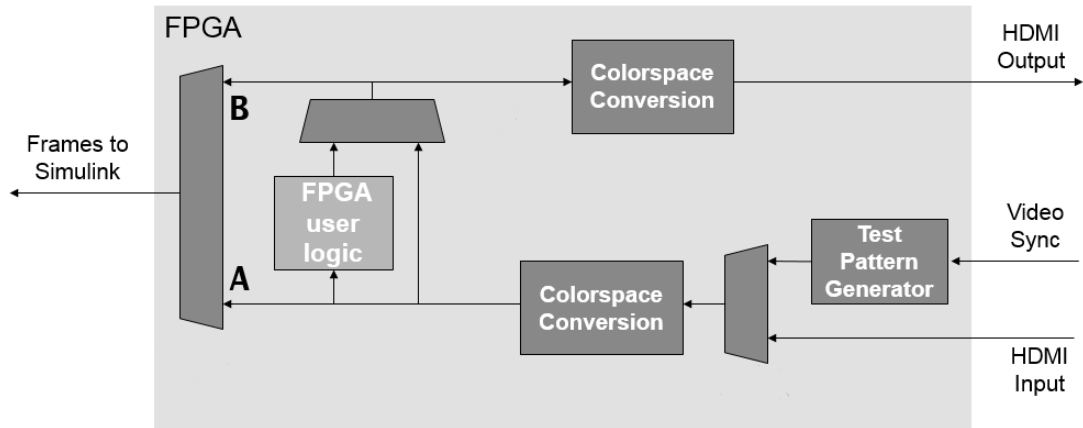 FPGA
HDMI
Output
Colorspace
Conversion
B
Frames to
Simulink
FPGA
user
logic
Video
Sync
Test
Pattern
Generator
A
Colorspace
Conversion
HDMI
Input